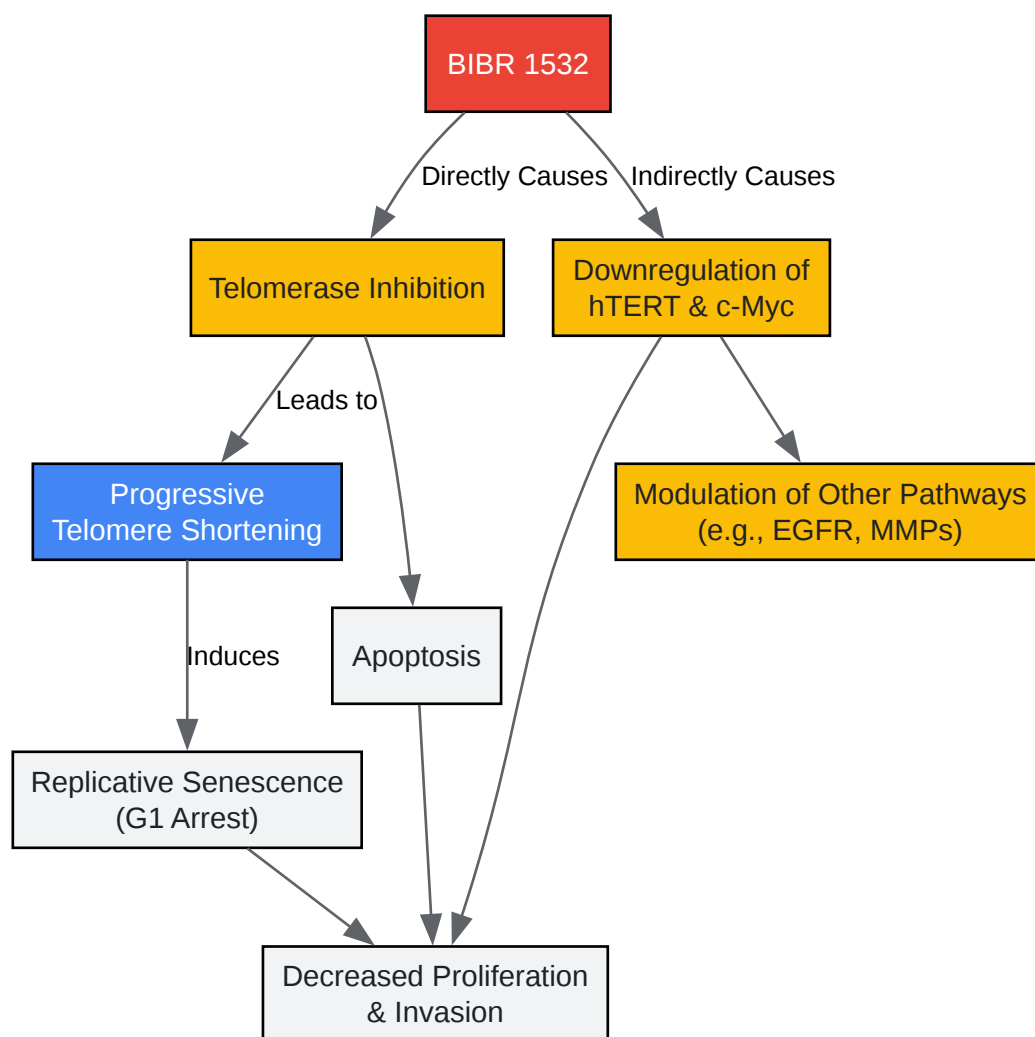 BIBR 1532
Directly Causes
Indirectly Causes
Telomerase Inhibition
Downregulation of
hTERT & c-Myc
Leads to
Progressive
Telomere Shortening
Modulation of Other Pathways
(e.g., EGFR, MMPs)
Induces
Apoptosis
Replicative Senescence
(G1 Arrest)
Decreased Proliferation
& Invasion